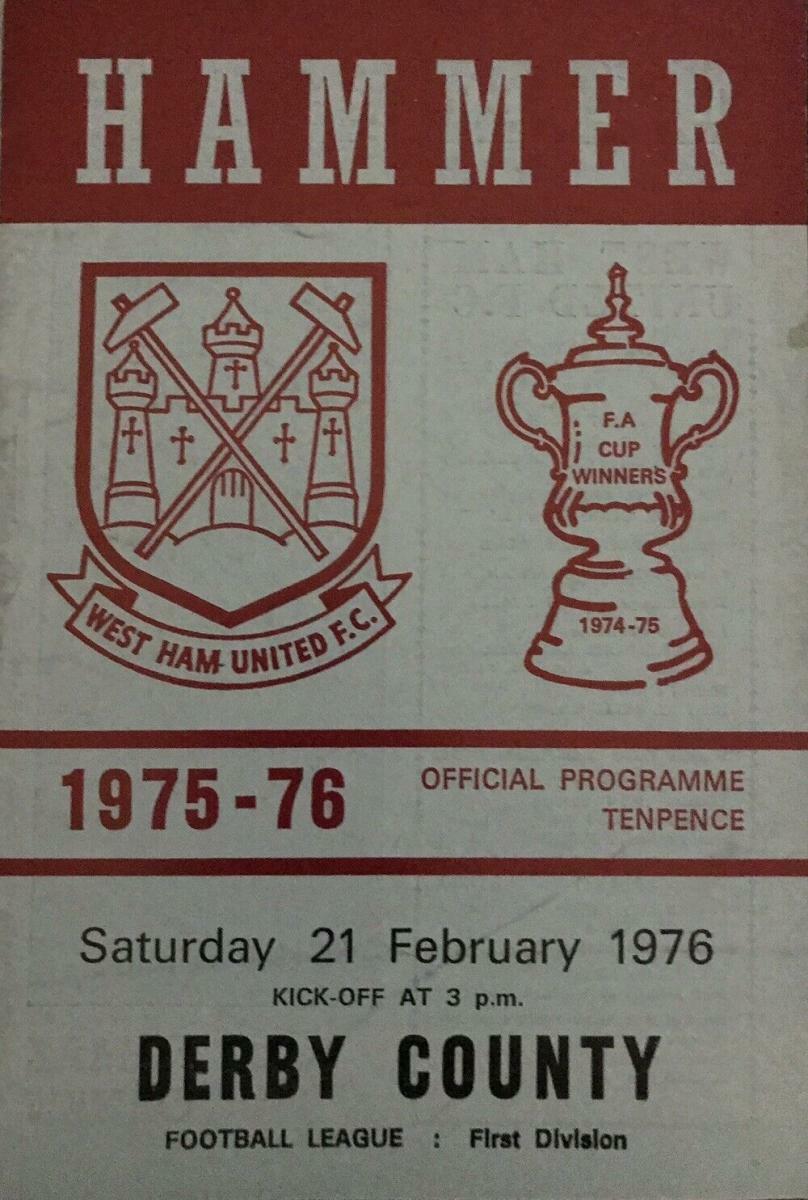 HAMMER
F.A
CUP
WINNERS
1974-75
WEST HAM UNITED F.C.
1975-76
OFFICIAL PROGRAMME
TENPENCE
Saturday 21 February 1976
KICK-OFF AT 3 p.m.
DERBY COUNTY
FOOTBALL LEAGUE : First Division